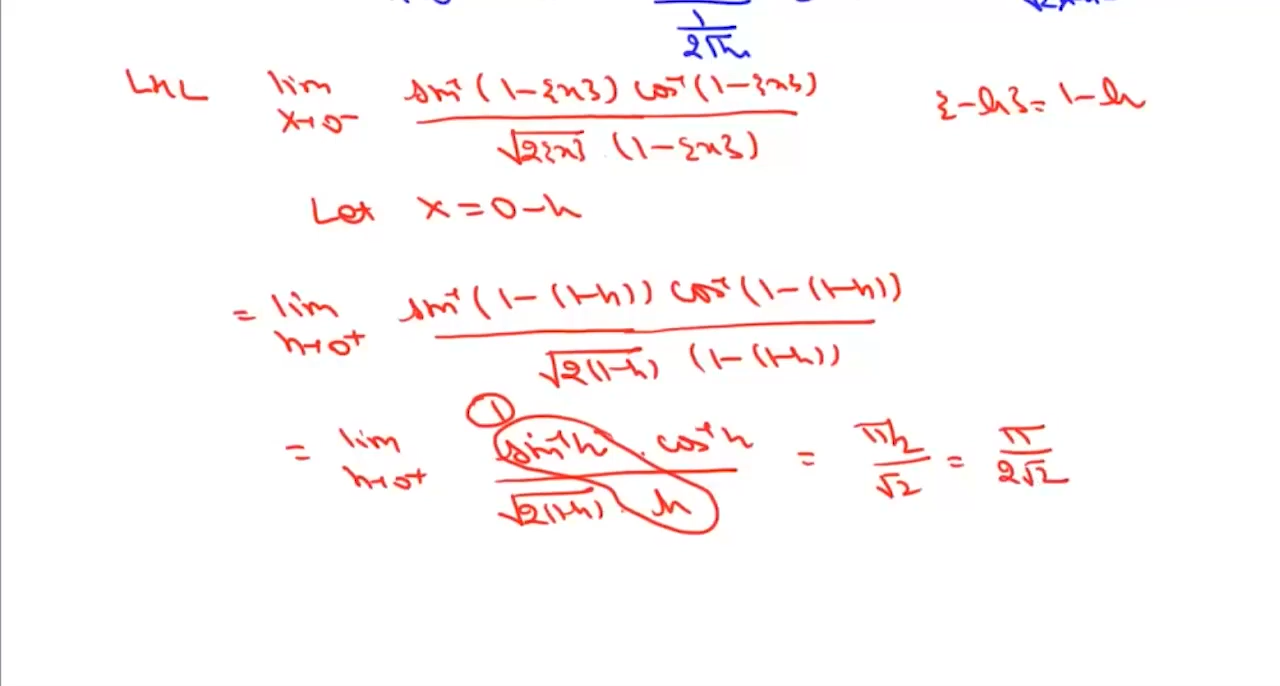 1
2√h
LHL lim x→0⁻ sin⁻¹(1-{x}) cos⁻¹(1-{x}) / √2{x} (1-{x}) {-h} = 1-h
Let x = 0-h
= lim h→0⁺ sin⁻¹(1-(1-h)) cos⁻¹(1-(1-h)) / √2(1-h) (1-(1-h))
1
= lim h→0⁺ sin⁻¹h . cos⁻¹h / √2(1-h) h = π/2 / √2 = π / 2√2